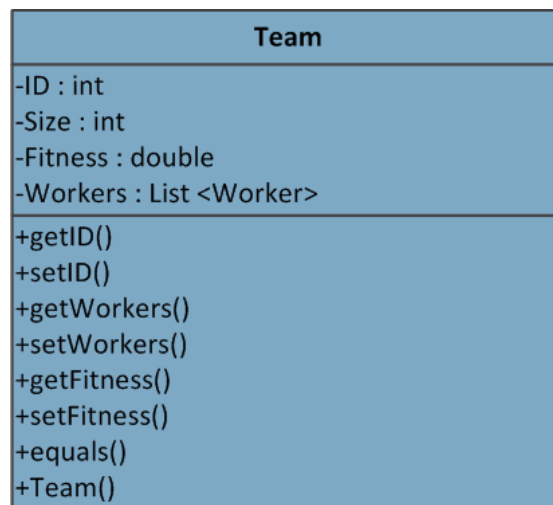 Team
-ID : int
-Size : int
-Fitness : double
-Workers : List <Worker>
+getID()
+setID()
+getWorkers()
+setWorkers()
+getFitness()
+setFitness()
+equals()
+Team()